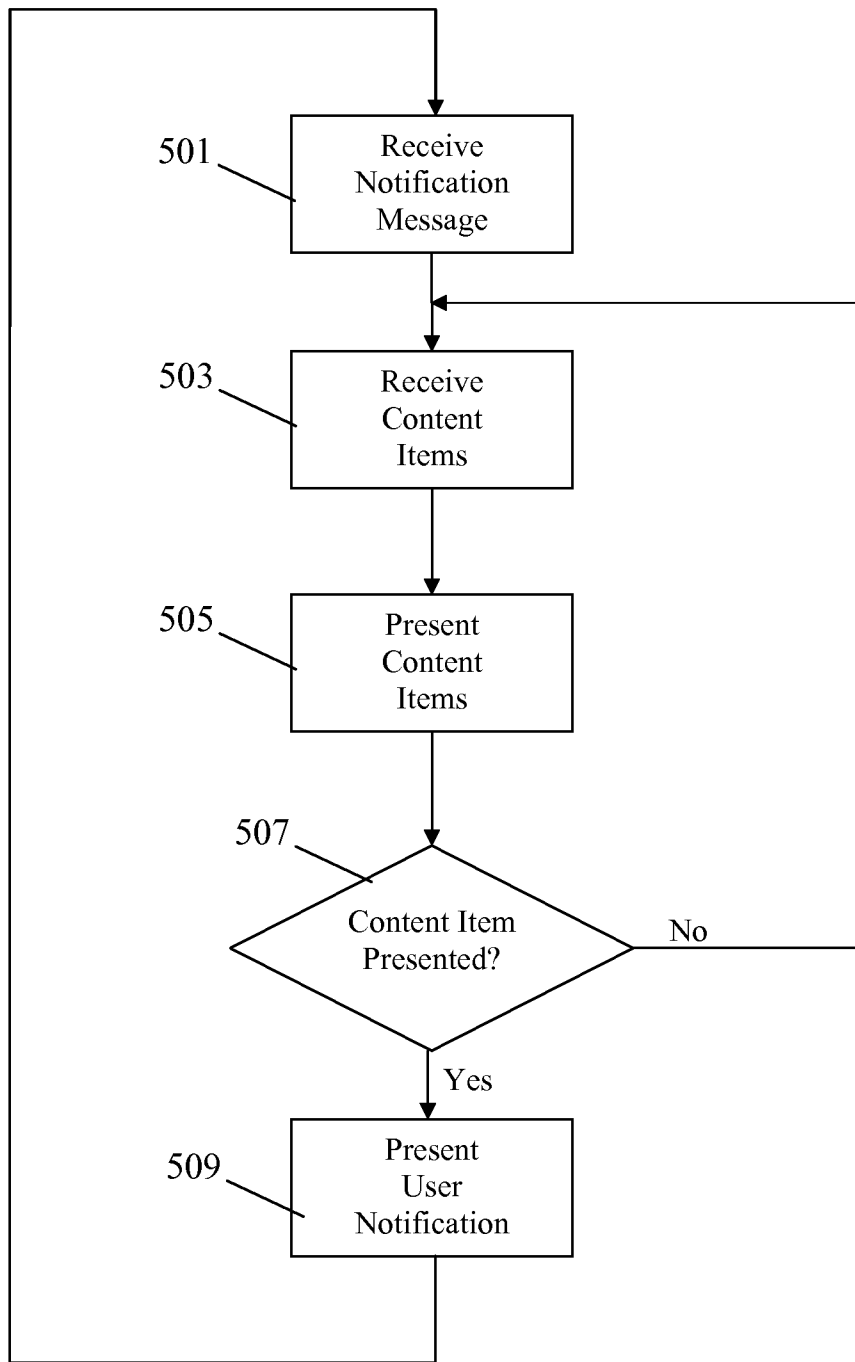 501
Receive
Notification
Message
503
Receive
Content
Items
505
Present
Content
Items
507
Content Item
Presented?
No
Yes
509
Present
User
Notification